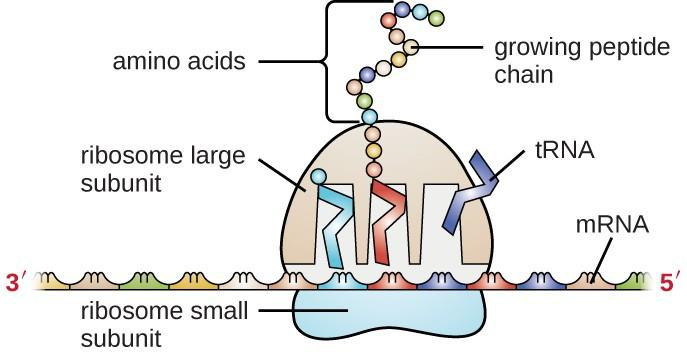 amino acids
growing peptide
chain
ribosome large
subunit
tRNA
mRNA
3′
5′
ribosome small
subunit